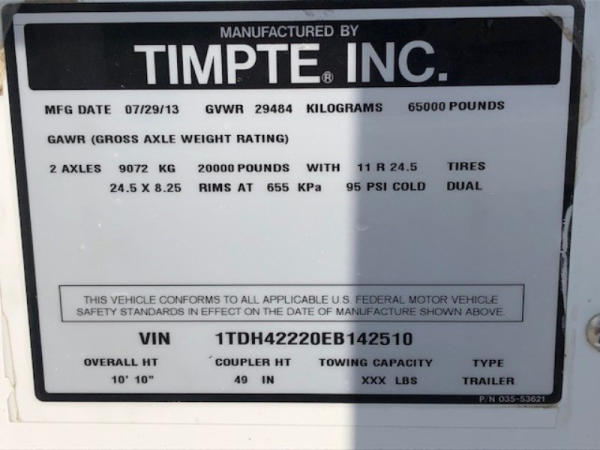 MANUFACTURED BY
TIMPTE® INC.
MFG DATE 07/29/13 GVWR 29484 KILOGRAMS 65000 POUNDS
GAWR (GROSS AXLE WEIGHT RATING)
2 AXLES 9072 KG 20000 POUNDS WITH 11 R 24.5 TIRES
24.5 X 8.25 RIMS AT 655 KPa 95 PSI COLD DUAL
THIS VEHICLE CONFORMS TO ALL APPLICABLE U.S. FEDERAL MOTOR VEHICLE
SAFETY STANDARDS IN EFFECT ON THE DATE OF MANUFACTURE SHOWN ABOVE.
VIN 1TDH42220EB142510
OVERALL HT COUPLER HT TOWING CAPACITY TYPE
10' 10" 49 IN XXX LBS TRAILER
P/N 035-53621